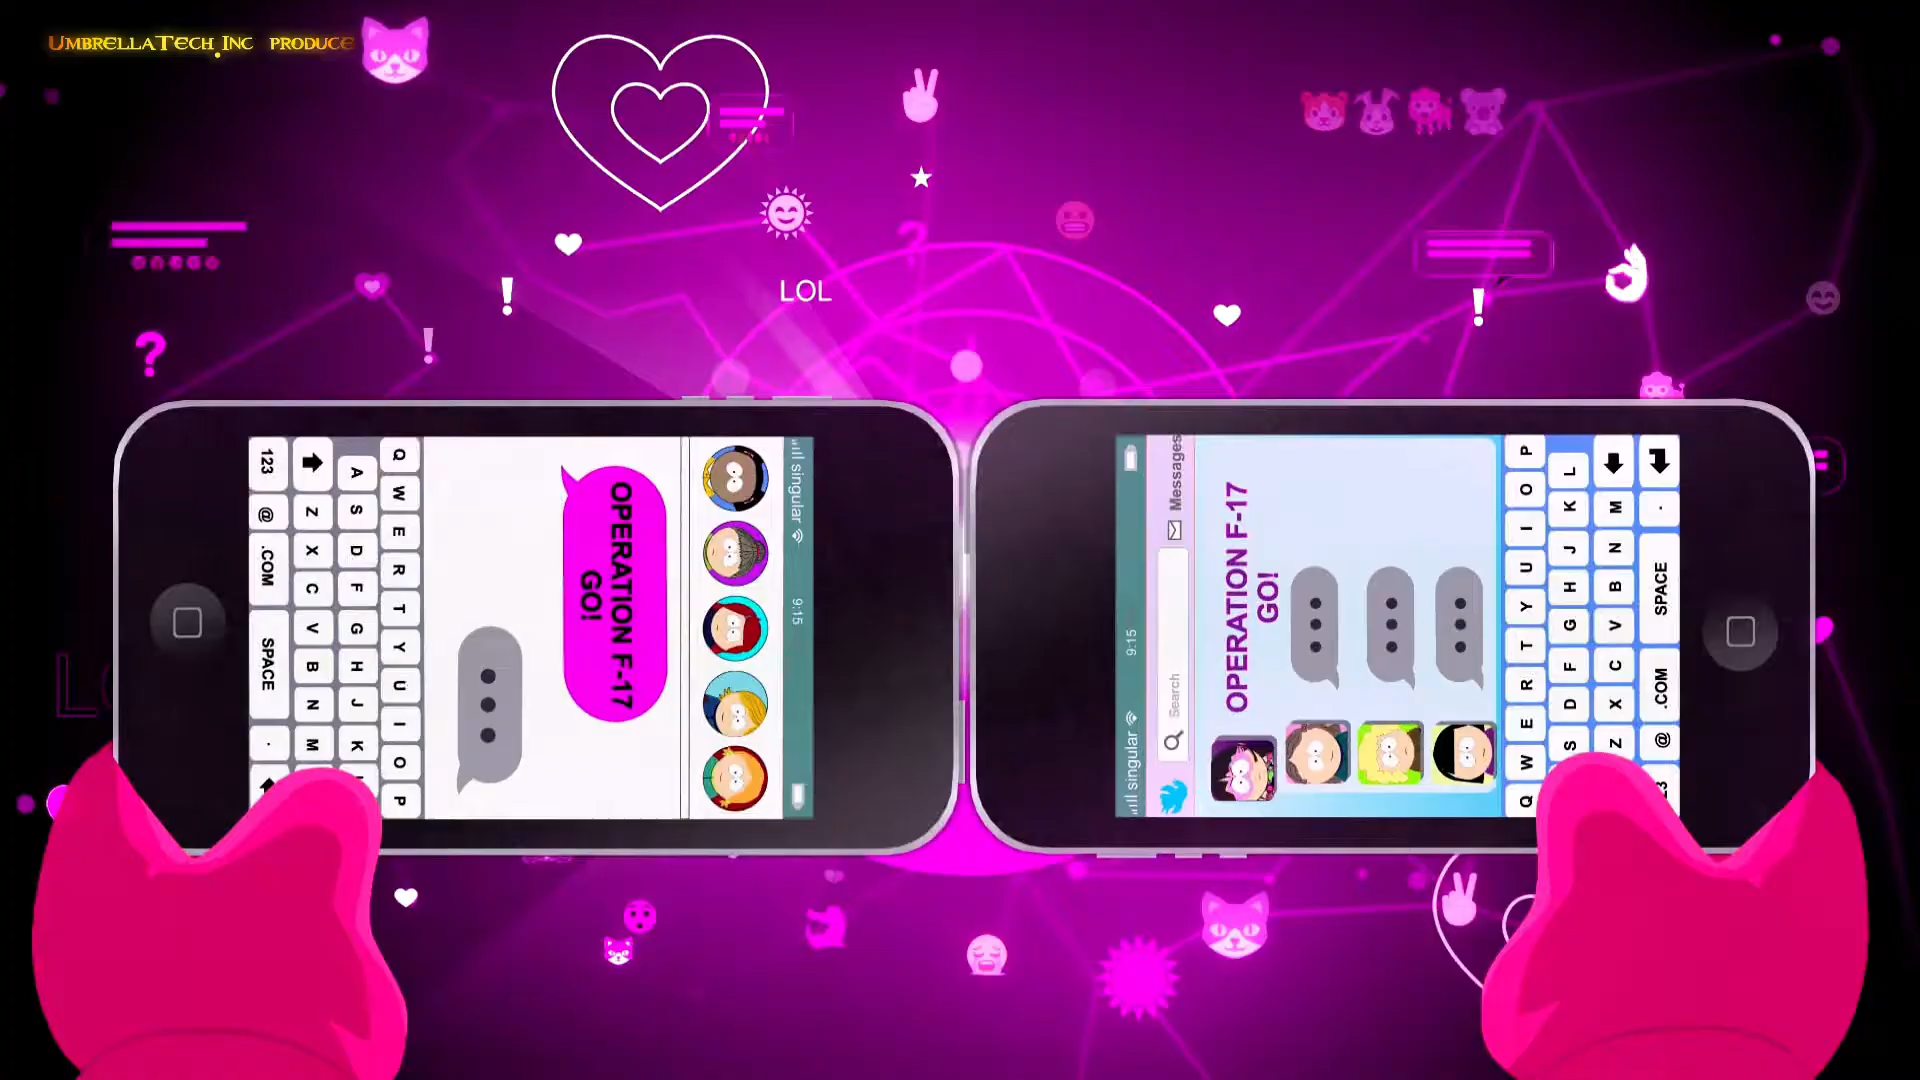 UmbrellaTech.Inc produce
LOL
?
!
!
!
?
singular 9:15
OPERATION F-17
GO!
Q W E R T Y U I O P
A S D F G H J K
Z X C V B N M
123 @ .COM SPACE .
singular 9:15
Search Messages
OPERATION F-17
GO!
Q W E R T Y U I O P
S D F G H J K L
Z X C V B N M
@ .COM SPACE .